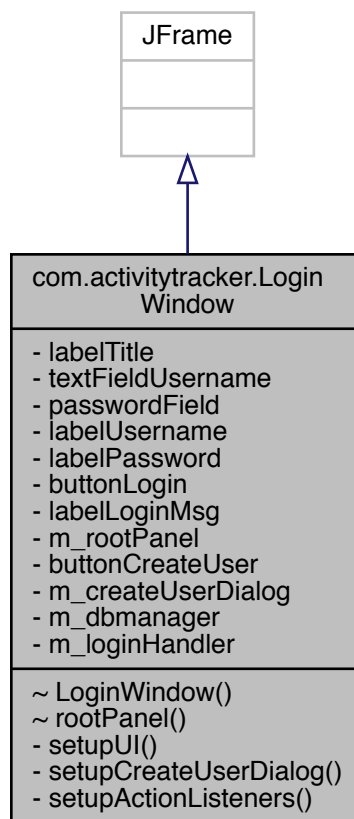 JFrame
com.activitytracker.Login
Window
- labelTitle
- textFieldUsername
- passwordField
- labelUsername
- labelPassword
- buttonLogin
- labelLoginMsg
- m_rootPanel
- buttonCreateUser
- m_createUserDialog
- m_dbmanager
- m_loginHandler
~ LoginWindow()
~ rootPanel()
- setupUI()
- setupCreateUserDialog()
- setupActionListeners()